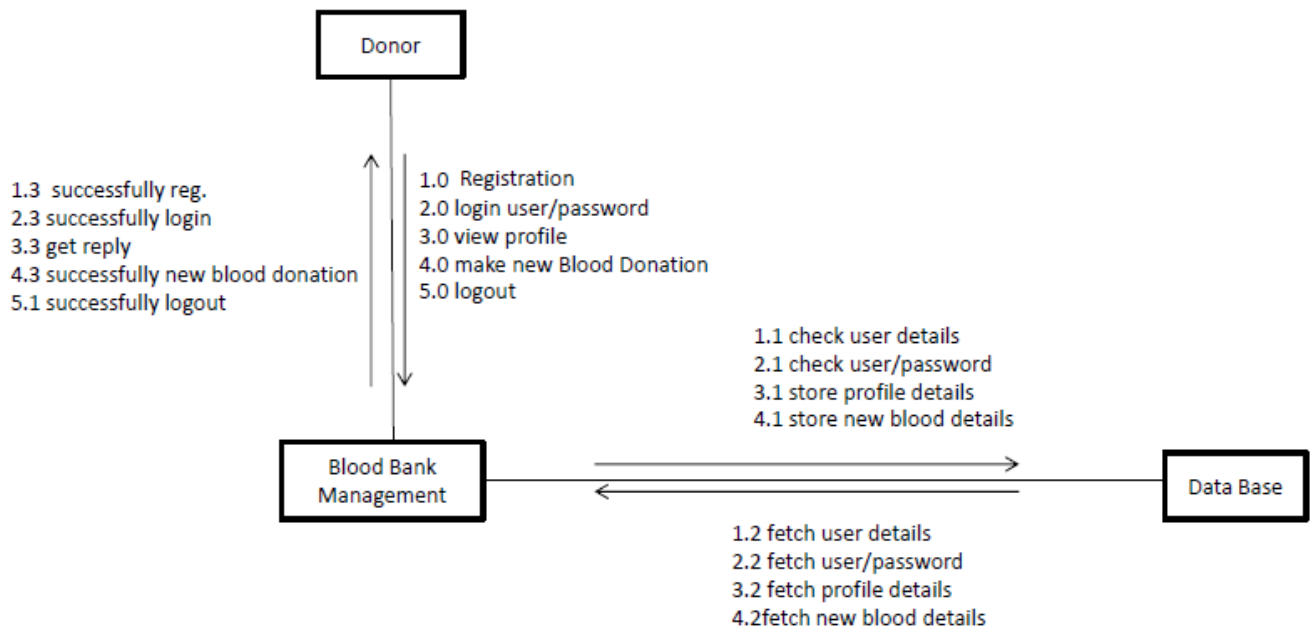 Donor
1.3 successfully reg.
2.3 successfully login
3.3 get reply
4.3 successfully new blood donation
5.1 successfully logout
1.0 Registration
2.0 login user/password
3.0 view profile
4.0 make new Blood Donation
5.0 logout
1.1 check user details
2.1 check user/password
3.1 store profile details
4.1 store new blood details
Blood Bank
Management
Data Base
1.2 fetch user details
2.2 fetch user/password
3.2 fetch profile details
4.2fetch new blood details